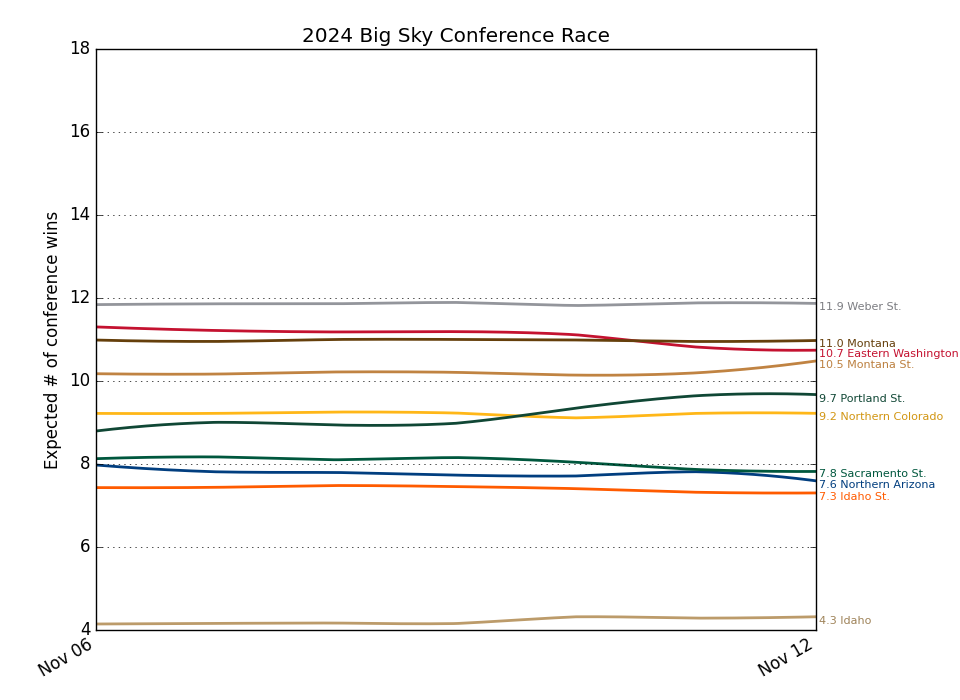 2024 Big Sky Conference Race
Expected # of conference wins
18
16
14
12
10
8
6
4
11.9 Weber St.
11.0 Montana
10.7 Eastern Washington
10.5 Montana St.
9.7 Portland St.
9.2 Northern Colorado
7.8 Sacramento St.
7.6 Northern Arizona
7.3 Idaho St.
4.3 Idaho
Nov 06
Nov 12